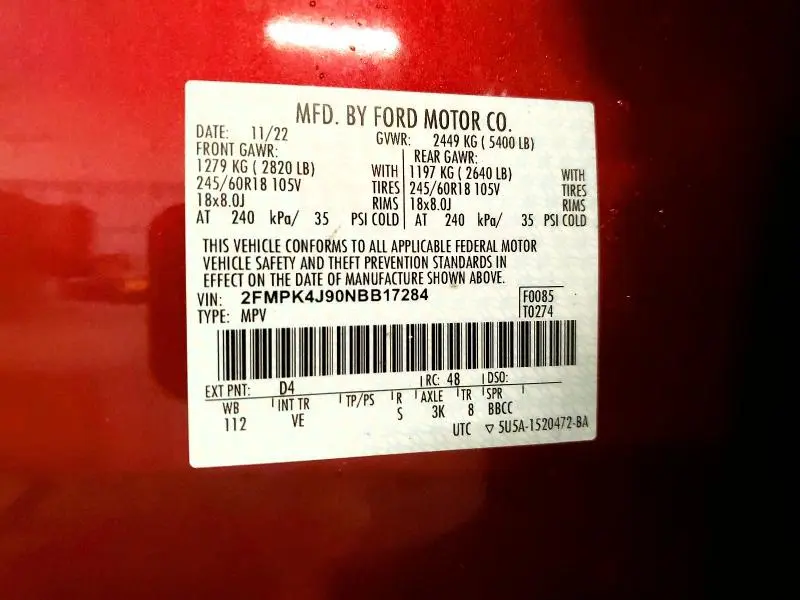 MFD. BY FORD MOTOR CO.
DATE: 11/22 GVWR: 2449 KG ( 5400 LB)
FRONT GAWR: REAR GAWR:
1279 KG ( 2820 LB) WITH 1197 KG ( 2640 LB) WITH
245/60R18 105V TIRES 245/60R18 105V TIRES
18x8.0J RIMS 18x8.0J RIMS
AT 240 kPa/ 35 PSI COLD AT 240 kPa/ 35 PSI COLD
THIS VEHICLE CONFORMS TO ALL APPLICABLE FEDERAL MOTOR
VEHICLE SAFETY AND THEFT PREVENTION STANDARDS IN
EFFECT ON THE DATE OF MANUFACTURE SHOWN ABOVE.
VIN: 2FMPK4J90NBB17284 F0085
TYPE: MPV T0274
EXT PNT: D4 RC: 48 DSO:
WB INT TR TP/PS R AXLE TR SPR
112 VE S 3K 8 BBCC
UTC ▽ 5U5A-1520472-BA